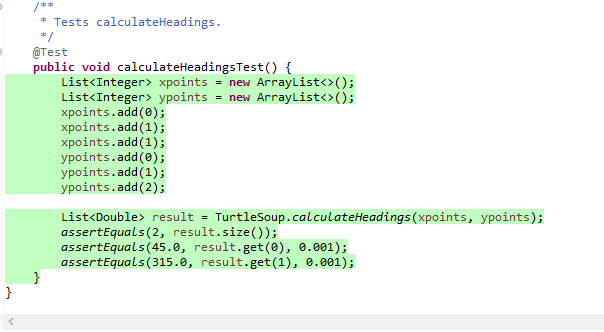 /**
 * Tests calculateHeadings.
 */
@Test
public void calculateHeadingsTest() {
    List<Integer> xpoints = new ArrayList<>();
    List<Integer> ypoints = new ArrayList<>();
    xpoints.add(0);
    xpoints.add(1);
    xpoints.add(1);
    ypoints.add(0);
    ypoints.add(1);
    ypoints.add(2);

    List<Double> result = TurtleSoup.calculateHeadings(xpoints, ypoints);
    assertEquals(2, result.size());
    assertEquals(45.0, result.get(0), 0.001);
    assertEquals(315.0, result.get(1), 0.001);
}
}